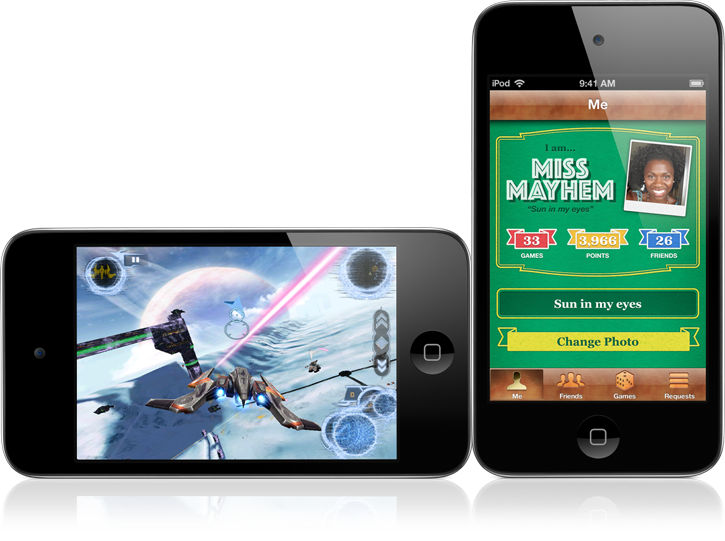 iPod 9:41 AM
Me
I am...
MISS
MAYHEM
"Sun in my eyes"
33 3,966 26
GAMES POINTS FRIENDS
Sun in my eyes
Change Photo
Me Friends Games Requests